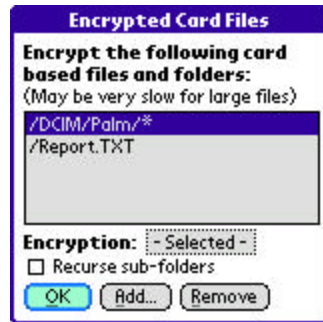 Encrypted Card Files
Encrypt the following card
based files and folders:
(May be very slow for large files)
/DCIM/Palm/*
/Report.TXT
Encryption: - Selected -
Recurse sub-folders
OK Add... Remove